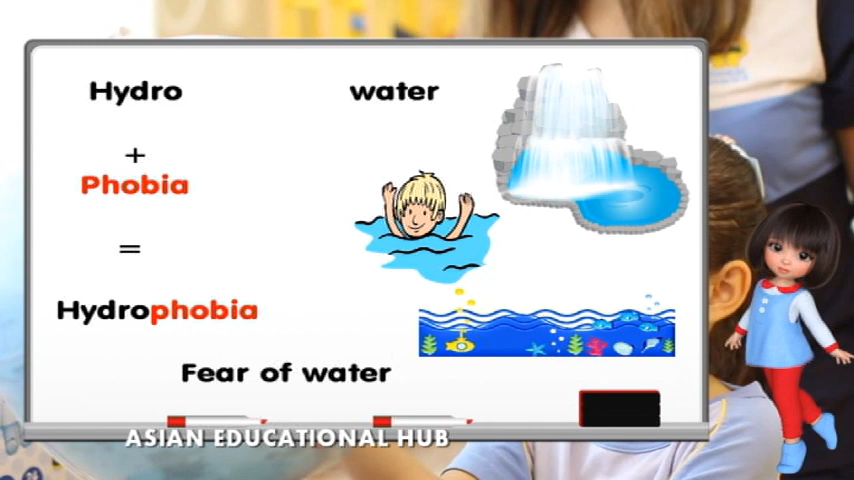 Hydro water
+
Phobia
=
Hydrophobia
Fear of water
ASIAN EDUCATIONAL HUB